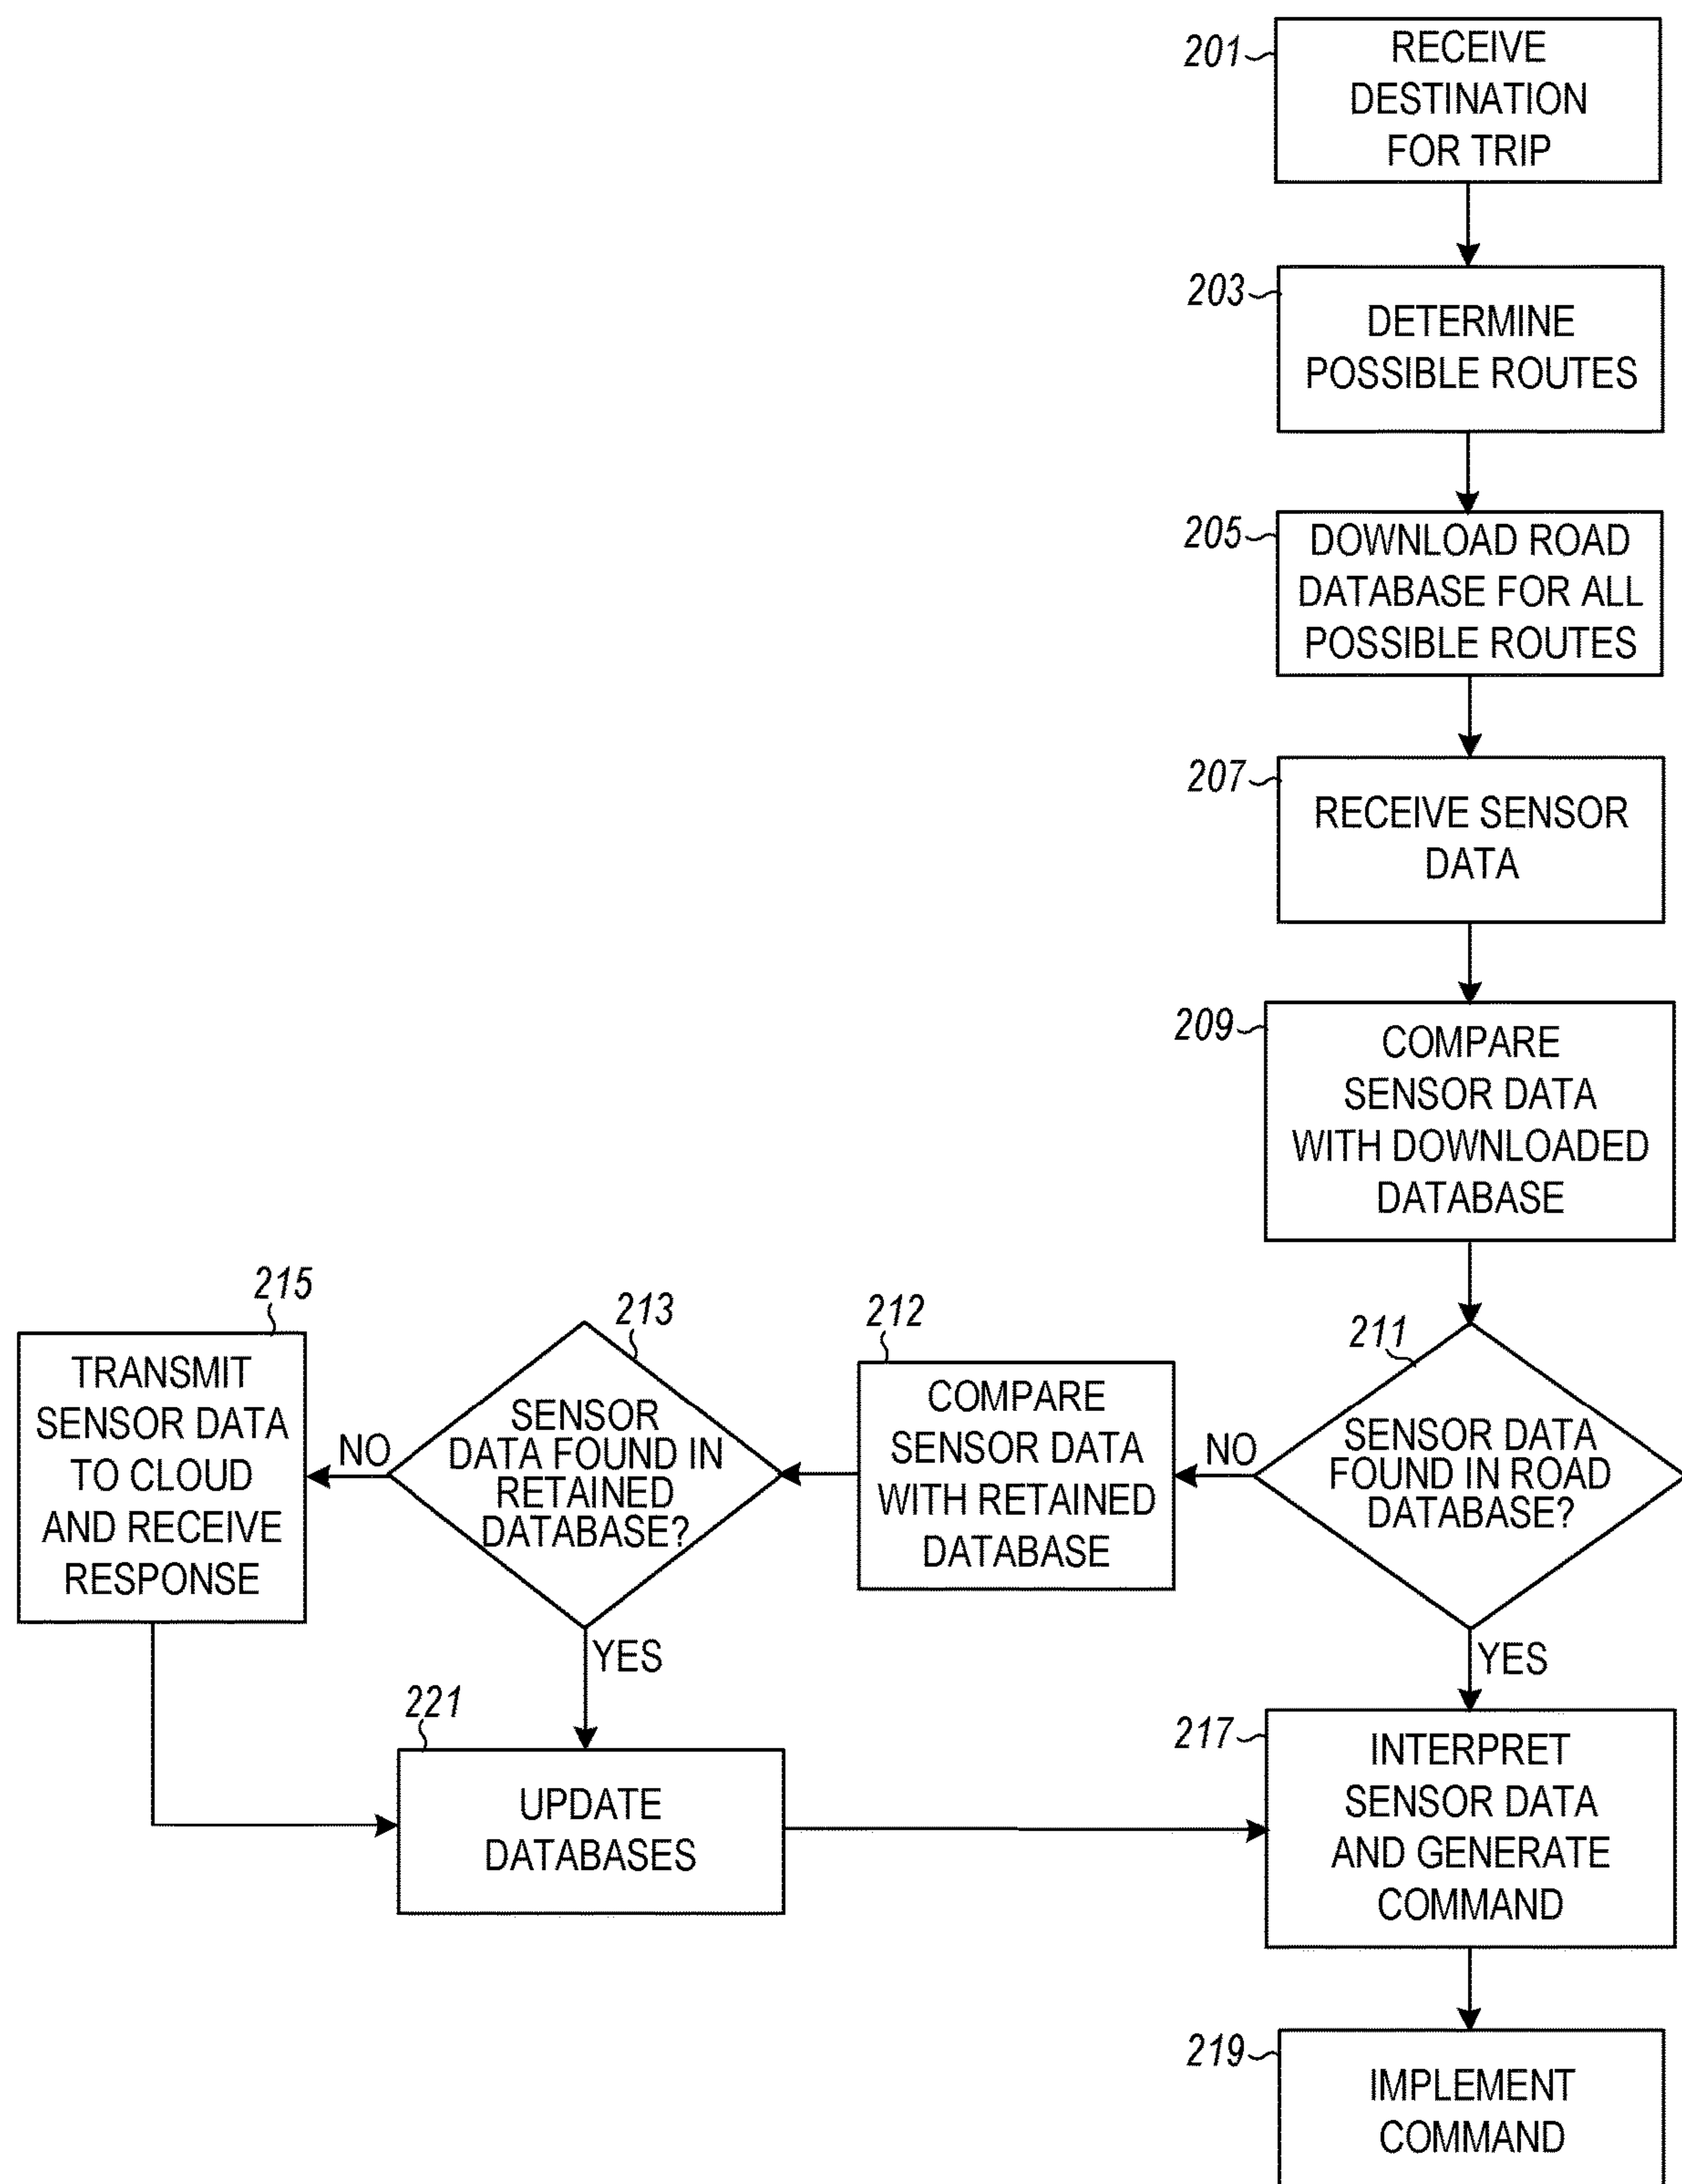 201
RECEIVE
DESTINATION
FOR TRIP
203
DETERMINE
POSSIBLE ROUTES
205
DOWNLOAD ROAD
DATABASE FOR ALL
POSSIBLE ROUTES
207
RECEIVE SENSOR
DATA
209
COMPARE
SENSOR DATA
WITH DOWNLOADED
DATABASE
211
SENSOR DATA
FOUND IN ROAD
DATABASE?
NO
YES
212
COMPARE
SENSOR DATA
WITH RETAINED
DATABASE
213
SENSOR
DATA FOUND IN
RETAINED
DATABASE?
NO
YES
215
TRANSMIT
SENSOR DATA
TO CLOUD
AND RECEIVE
RESPONSE
221
UPDATE
DATABASES
217
INTERPRET
SENSOR DATA
AND GENERATE
COMMAND
219
IMPLEMENT
COMMAND